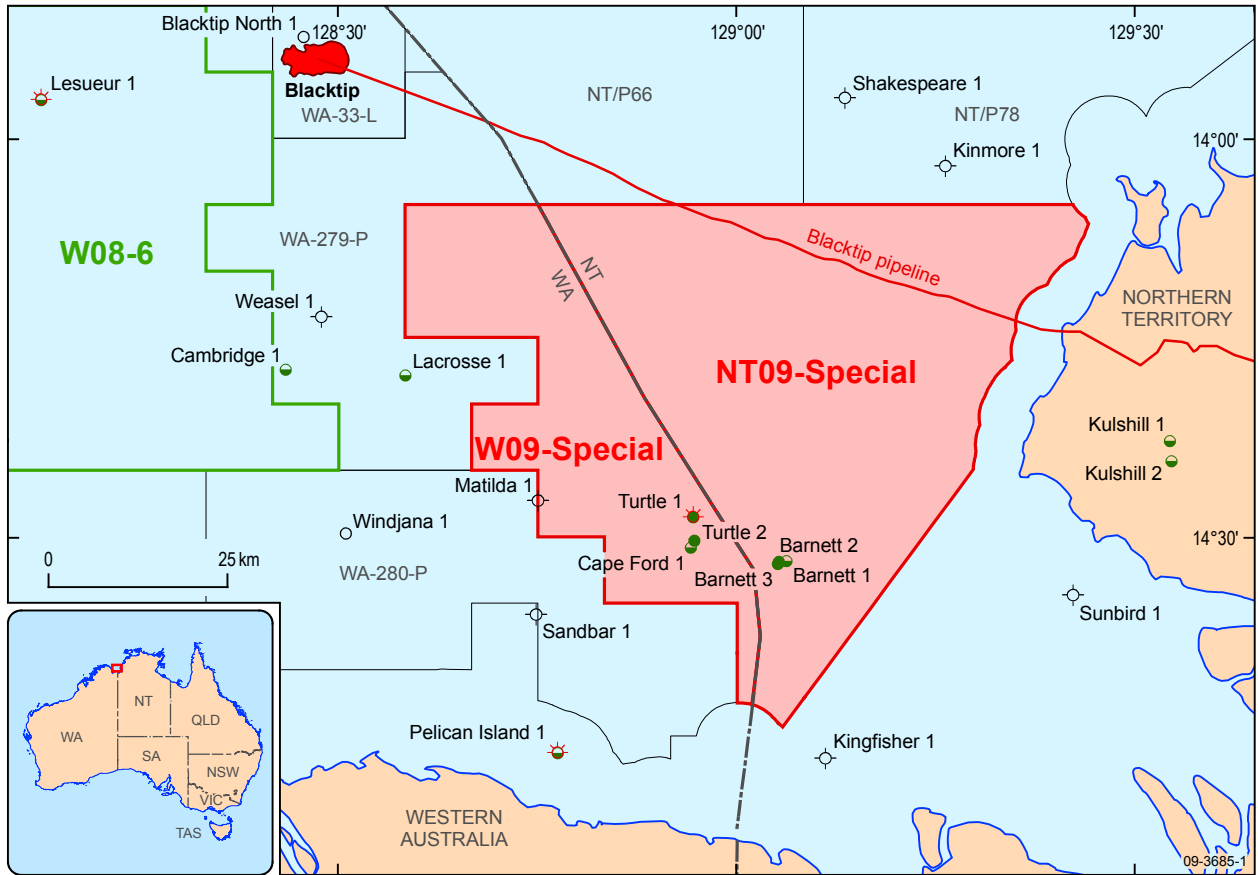 Blacktip North 1
128°30'
129°00'
129°30'
Lesueur 1
Blacktip
WA-33-L
NT/P66
Shakespeare 1
NT/P78
Kinmore 1
14°00'
W08-6
WA-279-P
NT
WA
Blacktip pipeline
NORTHERN
TERRITORY
Weasel 1
Cambridge 1
Lacrosse 1
NT09-Special
W09-Special
Kulshill 1
Kulshill 2
Matilda 1
Turtle 1
Windjana 1
Turtle 2
Cape Ford 1
Barnett 2
Barnett 3
Barnett 1
14°30'
0
25 km
WA-280-P
Sandbar 1
Sunbird 1
Pelican Island 1
Kingfisher 1
WESTERN
AUSTRALIA
NT
QLD
WA
SA
NSW
VIC
TAS
09-3685-1